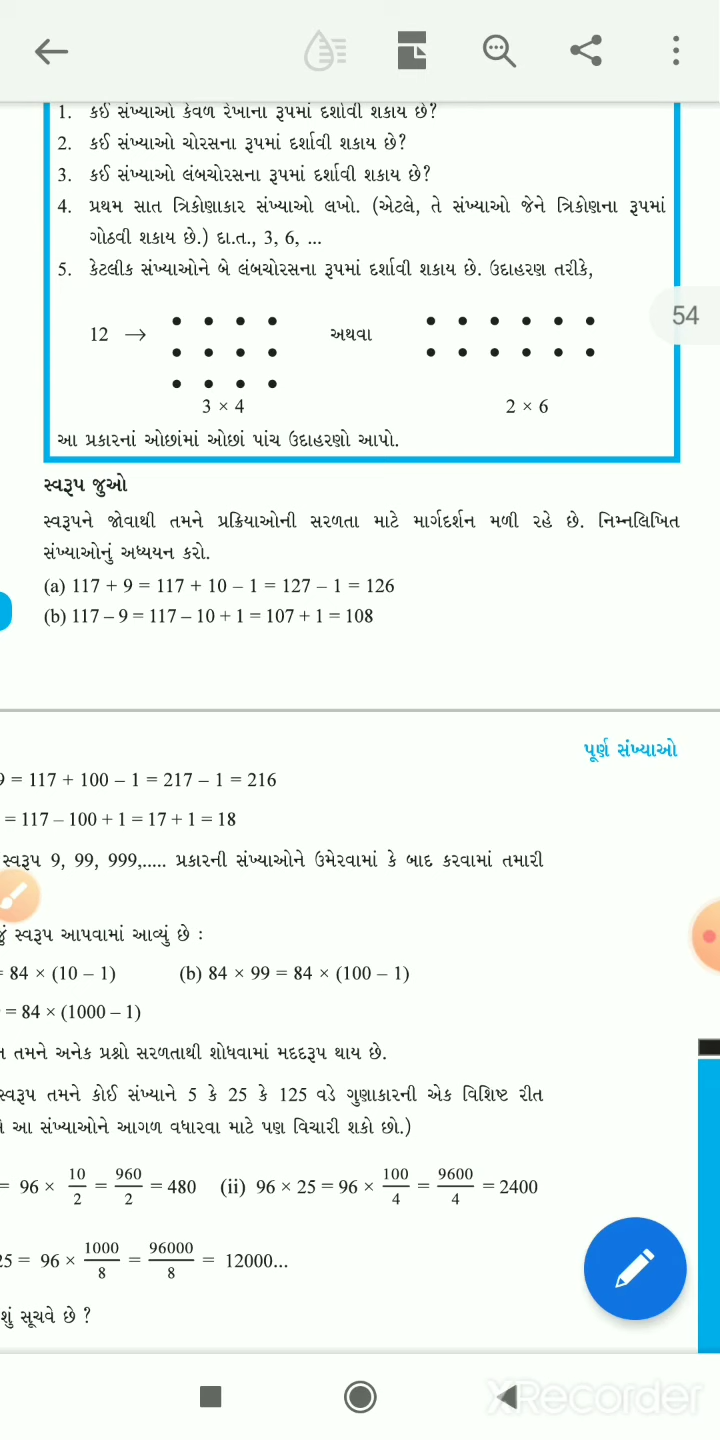 1. કઈ સંખ્યાઓ કેવળ રેખાના રૂપમાં દર્શાવી શકાય છે?
2. કઈ સંખ્યાઓ ચોરસના રૂપમાં દર્શાવી શકાય છે?
3. કઈ સંખ્યાઓ લંબચોરસના રૂપમાં દર્શાવી શકાય છે?
4. પ્રથમ સાત ત્રિકોણાકાર સંખ્યાઓ લખો. (એટલે, તે સંખ્યાઓ જેને ત્રિકોણના રૂપમાં
ગોઠવી શકાય છે.) દા.ત., 3, 6, ...
5. કેટલીક સંખ્યાઓને બે લંબચોરસના રૂપમાં દર્શાવી શકાય છે. ઉદાહરણ તરીકે,
54
12 → અથવા
3 × 4 2 × 6
આ પ્રકારનાં ઓછાંમાં ઓછાં પાંચ ઉદાહરણો આપો.
સ્વરૂપ જુઓ
સ્વરૂપને જોવાથી તમને પ્રક્રિયાઓની સરળતા માટે માર્ગદર્શન મળી રહે છે. નિમ્નલિખિત
સંખ્યાઓનું અધ્યયન કરો.
(a) 117 + 9 = 117 + 10 – 1 = 127 – 1 = 126
(b) 117 – 9 = 117 – 10 + 1 = 107 + 1 = 108
પૂર્ણ સંખ્યાઓ
9 = 117 + 100 – 1 = 217 – 1 = 216
= 117 – 100 + 1 = 17 + 1 = 18
સ્વરૂપ 9, 99, 999,..... પ્રકારની સંખ્યાઓને ઉમેરવામાં કે બાદ કરવામાં તમારી
સ્વરૂપ આપવામાં આવ્યું છે :
= 84 × (10 – 1) (b) 84 × 99 = 84 × (100 – 1)
= 84 × (1000 – 1)
તમને અનેક પ્રશ્નો સરળતાથી શોધવામાં મદદરૂપ થાય છે.
સ્વરૂપ તમને કોઈ સંખ્યાને 5 કે 25 કે 125 વડે ગુણાકારની એક વિશિષ્ટ રીત
આ સંખ્યાઓને આગળ વધારવા માટે પણ વિચારી શકો છો.)
= 96 × 10/2 = 960/2 = 480 (ii) 96 × 25 = 96 × 100/4 = 9600/4 = 2400
25 = 96 × 1000/8 = 96000/8 = 12000...
શું સૂચવે છે ?
XRecorder